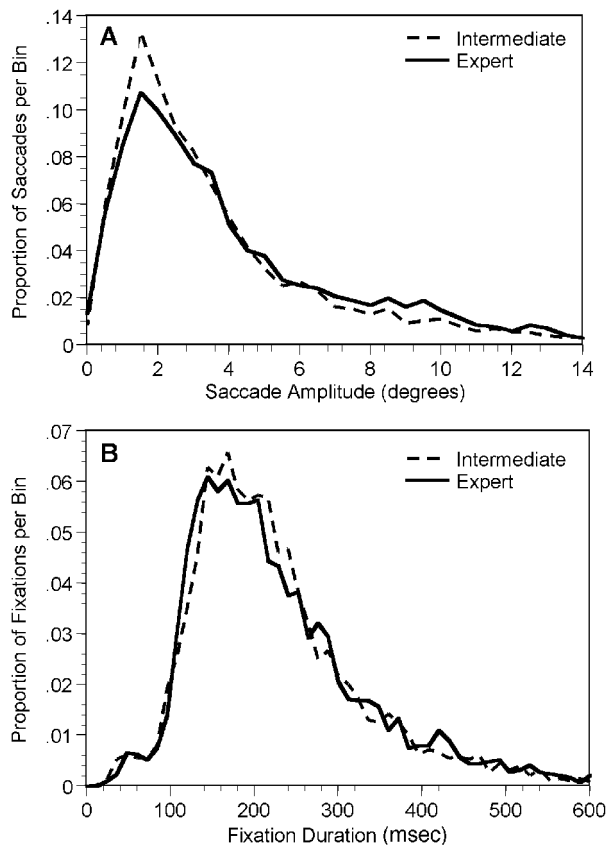 A
Intermediate
Expert
Proportion of Saccades per Bin
.14
.12
.10
.08
.06
.04
.02
0
0 2 4 6 8 10 12 14
Saccade Amplitude (degrees)
B
Intermediate
Expert
Proportion of Fixations per Bin
.07
.06
.05
.04
.03
.02
.01
0
0 100 200 300 400 500 600
Fixation Duration (msec)